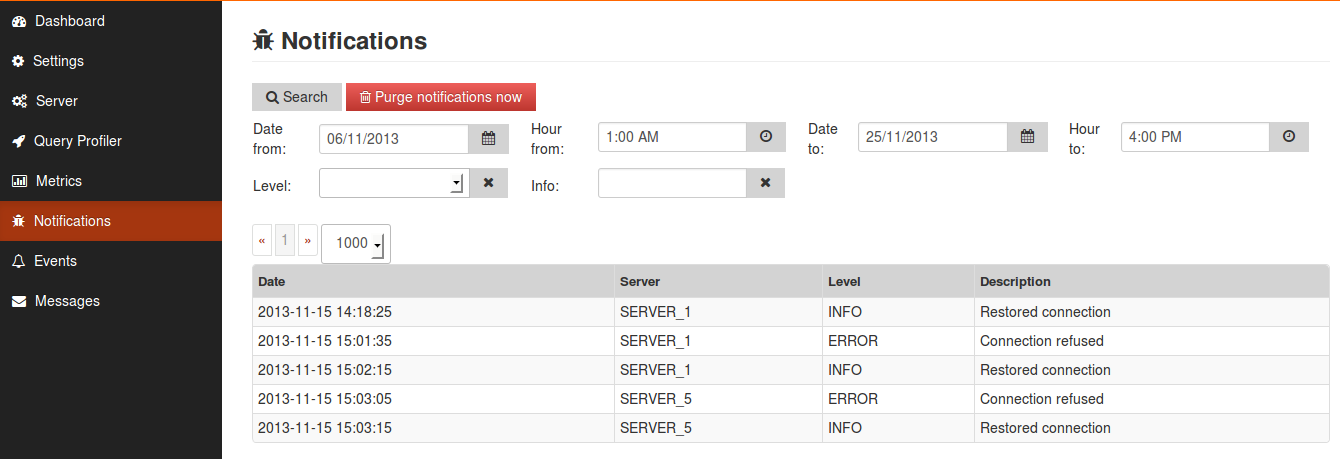 Dashboard
Settings
Server
Query Profiler
Metrics
Notifications
Events
Messages
Notifications
Search Purge notifications now
Date from: 06/11/2013 Hour from: 1:00 AM Date to: 25/11/2013 Hour to: 4:00 PM
Level: Info:
« 1 » 1000
Date Server Level Description
2013-11-15 14:18:25 SERVER_1 INFO Restored connection
2013-11-15 15:01:35 SERVER_1 ERROR Connection refused
2013-11-15 15:02:15 SERVER_1 INFO Restored connection
2013-11-15 15:03:05 SERVER_5 ERROR Connection refused
2013-11-15 15:03:15 SERVER_5 INFO Restored connection